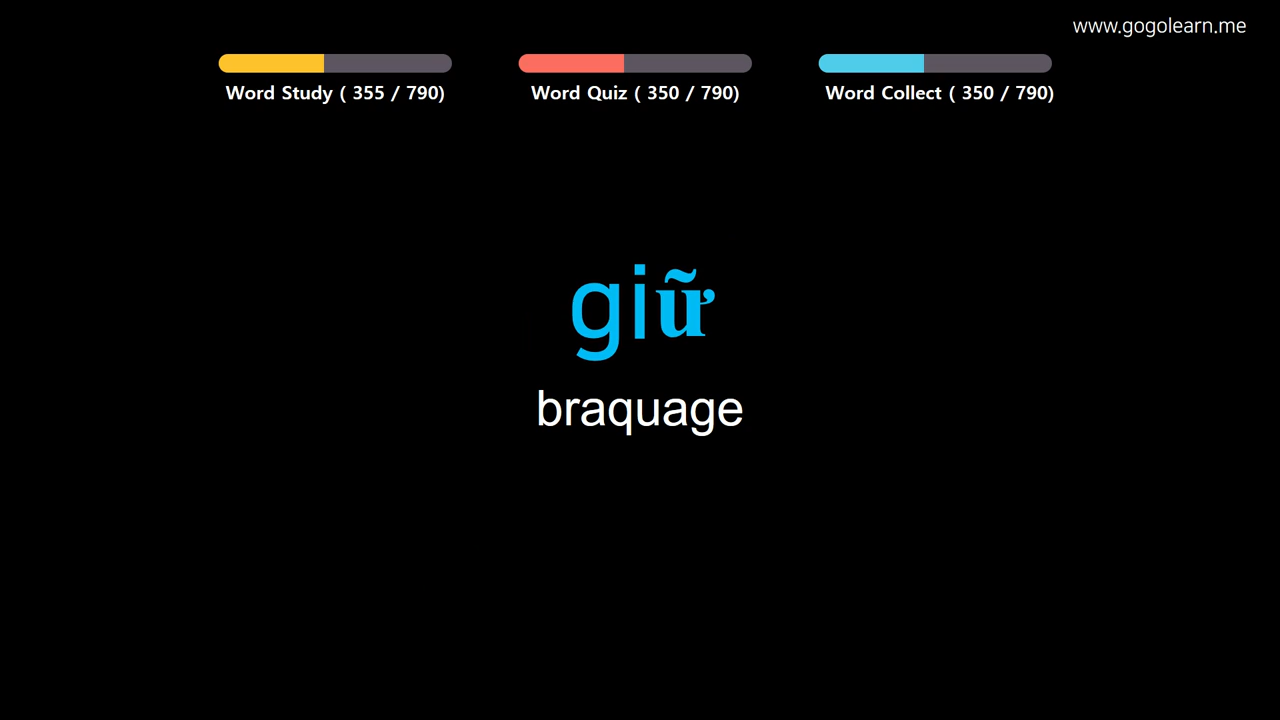 www.gogolearn.me
Word Study ( 355 / 790)
Word Quiz ( 350 / 790)
Word Collect ( 350 / 790)
giữ
braquage